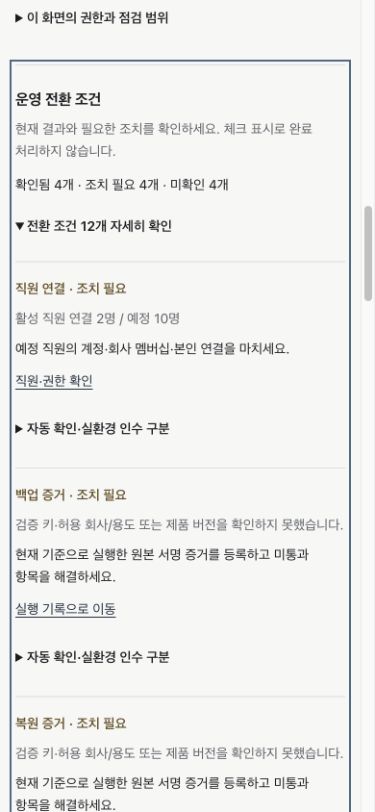 ▶ 이 화면의 권한과 점검 범위
운영 전환 조건
현재 결과와 필요한 조치를 확인하세요. 체크 표시로 완료
처리하지 않습니다.
확인됨 4개 · 조치 필요 4개 · 미확인 4개
▼ 전환 조건 12개 자세히 확인
직원 연결 · 조치 필요
활성 직원 연결 2명 / 예정 10명
예정 직원의 계정·회사 멤버십·본인 연결을 마치세요.
직원·권한 확인
▶ 자동 확인·실환경 인수 구분
백업 증거 · 조치 필요
검증 키·허용 회사/용도 또는 제품 버전을 확인하지 못했습니다.
현재 기준으로 실행한 원본 서명 증거를 등록하고 미통과
항목을 해결하세요.
실행 기록으로 이동
▶ 자동 확인·실환경 인수 구분
복원 증거 · 조치 필요
검증 키·허용 회사/용도 또는 제품 버전을 확인하지 못했습니다.
현재 기준으로 실행한 원본 서명 증거를 등록하고 미통과
항목을 해결하세요.